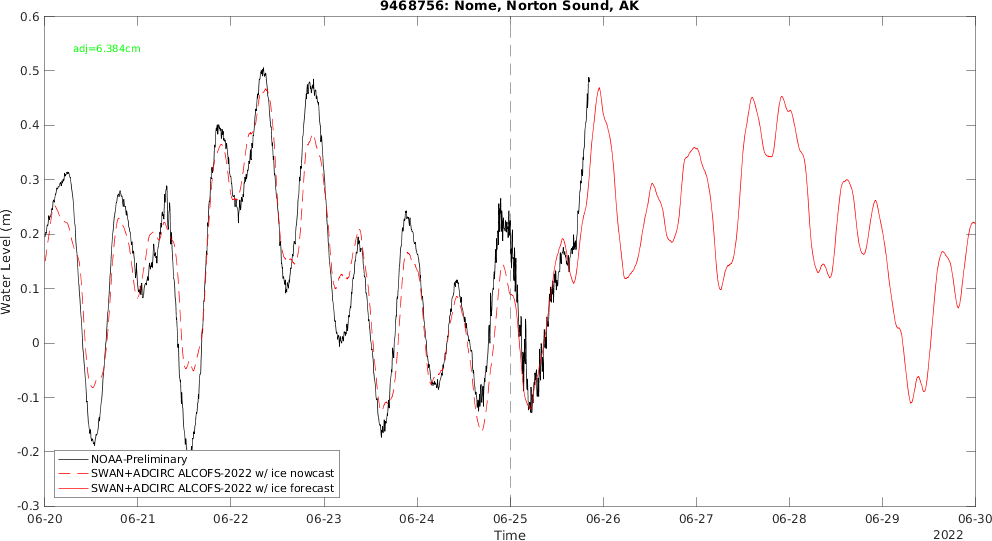 9468756: Nome, Norton Sound, AK
adj=6.384cm
Water Level (m)
0.6
0.5
0.4
0.3
0.2
0.1
0
-0.1
-0.2
-0.3
NOAA-Preliminary
SWAN+ADCIRC ALCOFS-2022 w/ ice nowcast
SWAN+ADCIRC ALCOFS-2022 w/ ice forecast
06-20 06-21 06-22 06-23 06-24 06-25 06-26 06-27 06-28 06-29 06-30
Time
2022